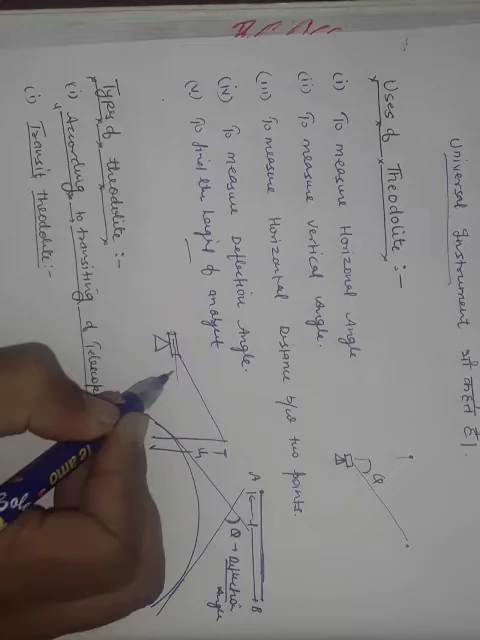 Universal Instrument भी कहते हैं।
Uses of Theodolite :-
(i) To measure Horizonal Angle
(ii) To measure vertical Angle.
(iii) To measure Horizontal Distance b/w two points.
(iv) To measure Deflection Angle.
(v) To find the height of an object
Types of theodolite :-
(i) According to transiting of Telescop
(i) Transit theodolite :-
θ
A
B
θ → Deflection
Angle
T